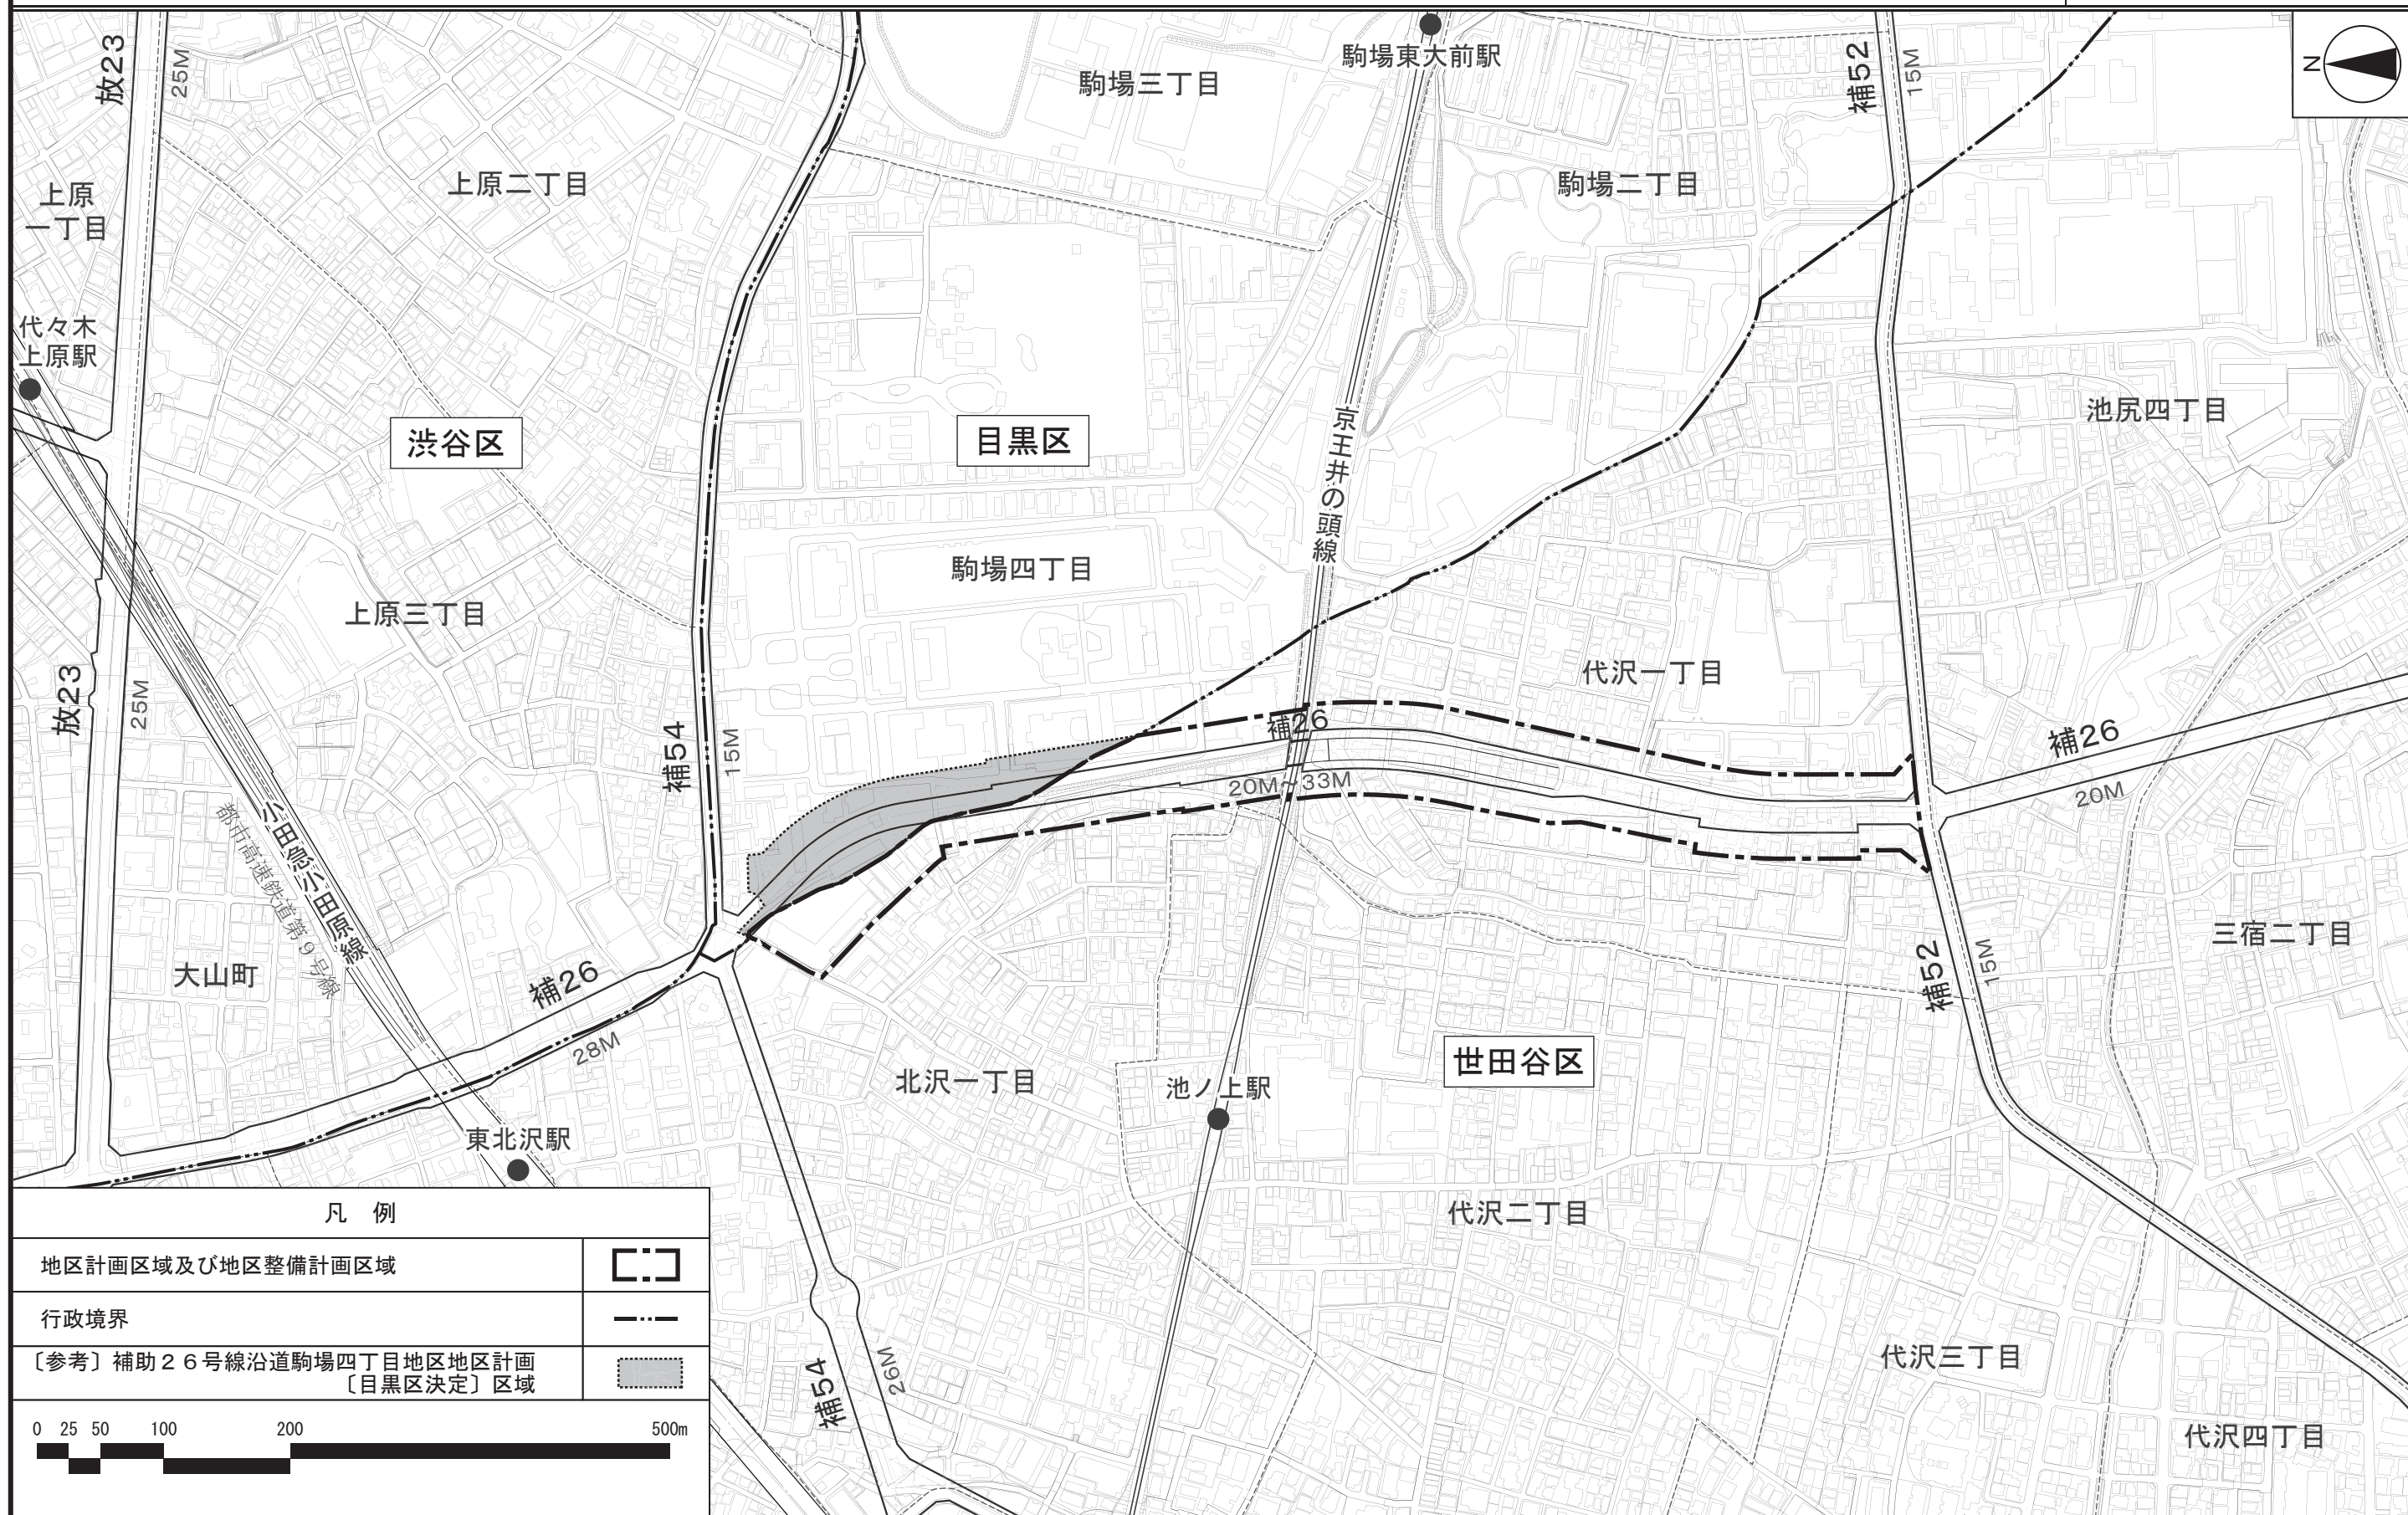 放23
25M
駒場三丁目
駒場東大前駅
補52
15M
N
上原
一丁目
上原二丁目
駒場二丁目
代々木
上原駅
渋谷区
目黒区
京王井の頭線
池尻四丁目
駒場四丁目
上原三丁目
代沢一丁目
放23
25M
補54
15M
補26
20M~33M
補26
20M
小田急小田原線
都市高速鉄道第9号線
大山町
補26
28M
補52
15M
三宿二丁目
世田谷区
北沢一丁目
池ノ上駅
東北沢駅
代沢二丁目
補54
26M
代沢三丁目
代沢四丁目
凡 例
地区計画区域及び地区整備計画区域
行政境界
〔参考〕補助26号線沿道駒場四丁目地区地区計画
〔目黒区決定〕区域
0 25 50 100 200 500m